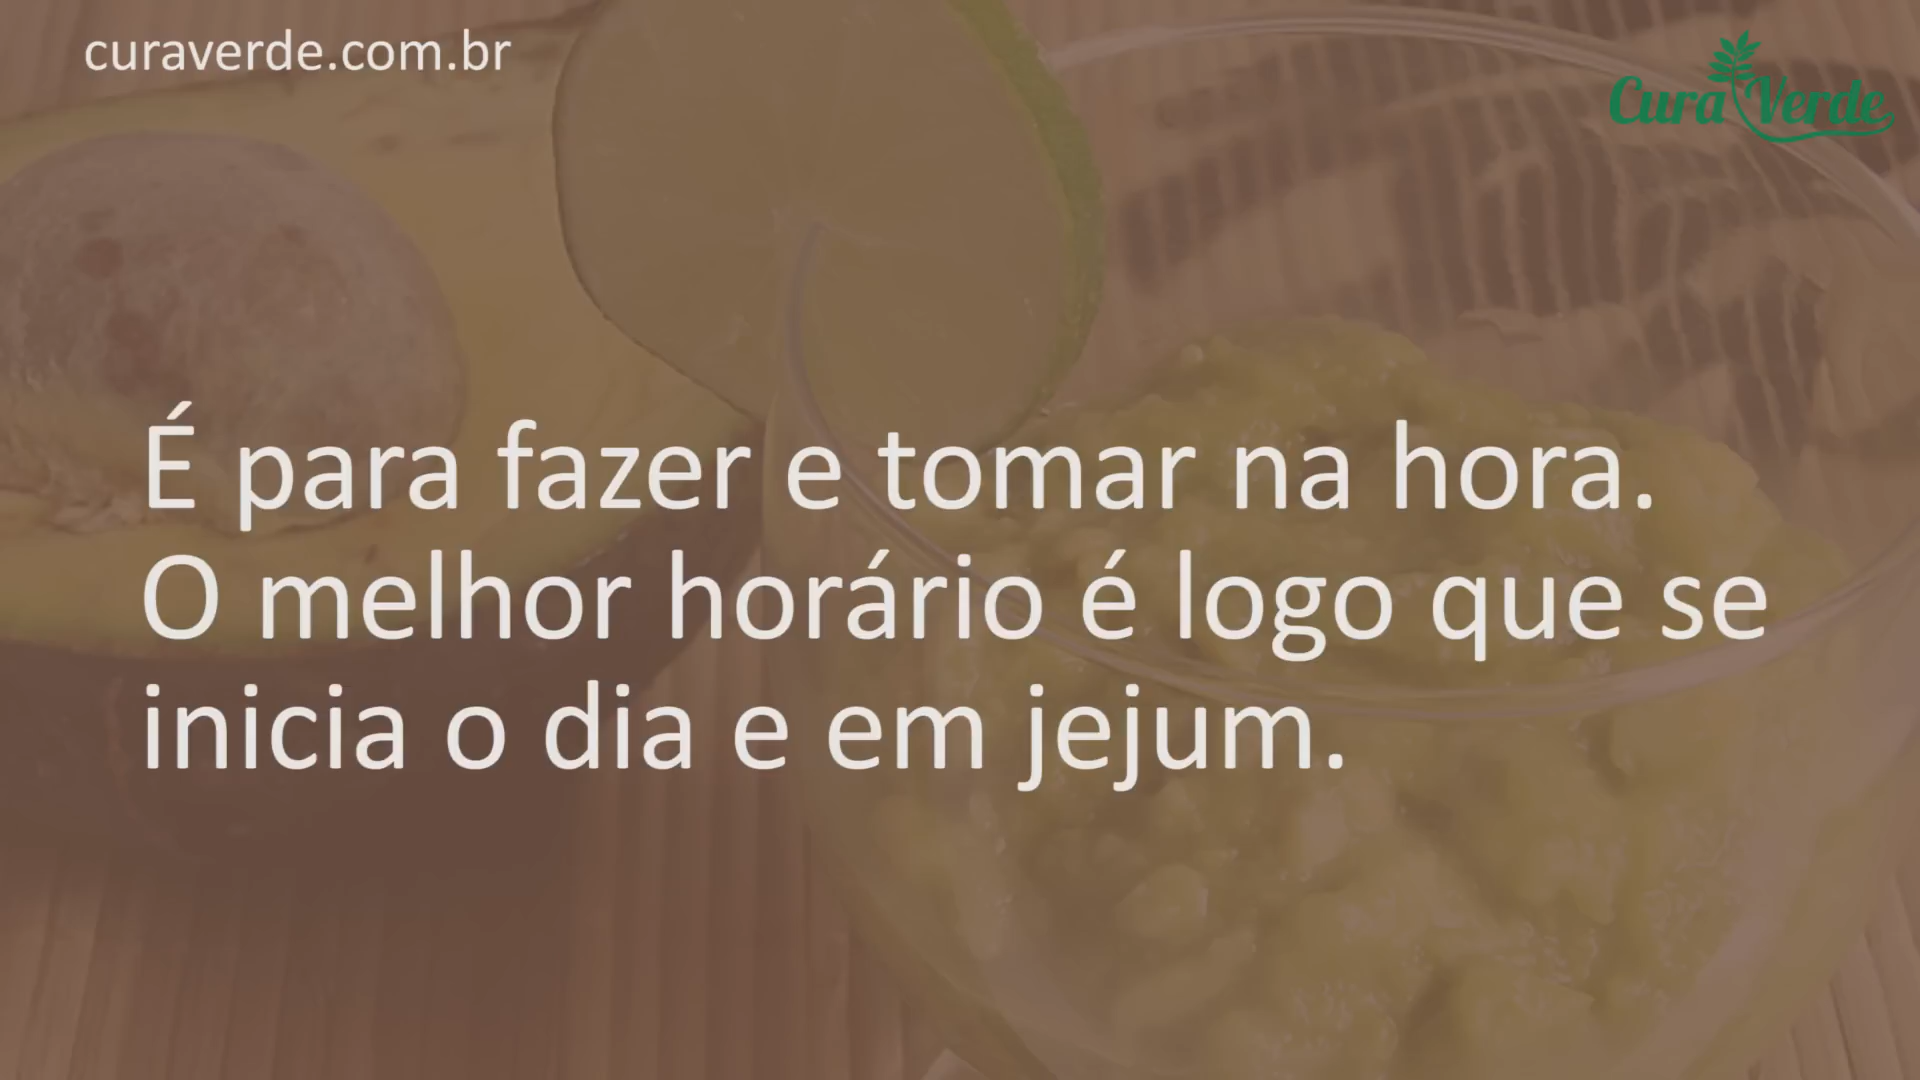 curaverde.com.br
Cura Verde
É para fazer e tomar na hora.
O melhor horário é logo que se
inicia o dia e em jejum.